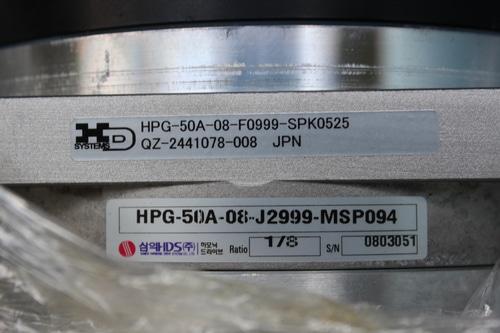 HD SYSTEMS
HPG-50A-08-F0999-SPK0525
QZ-2441078-008 JPN
HPG-50A-08-J2999-MSP094
삼익HDS(주) 하모닉 드라이브 Ratio 1/8 S/N 0803051